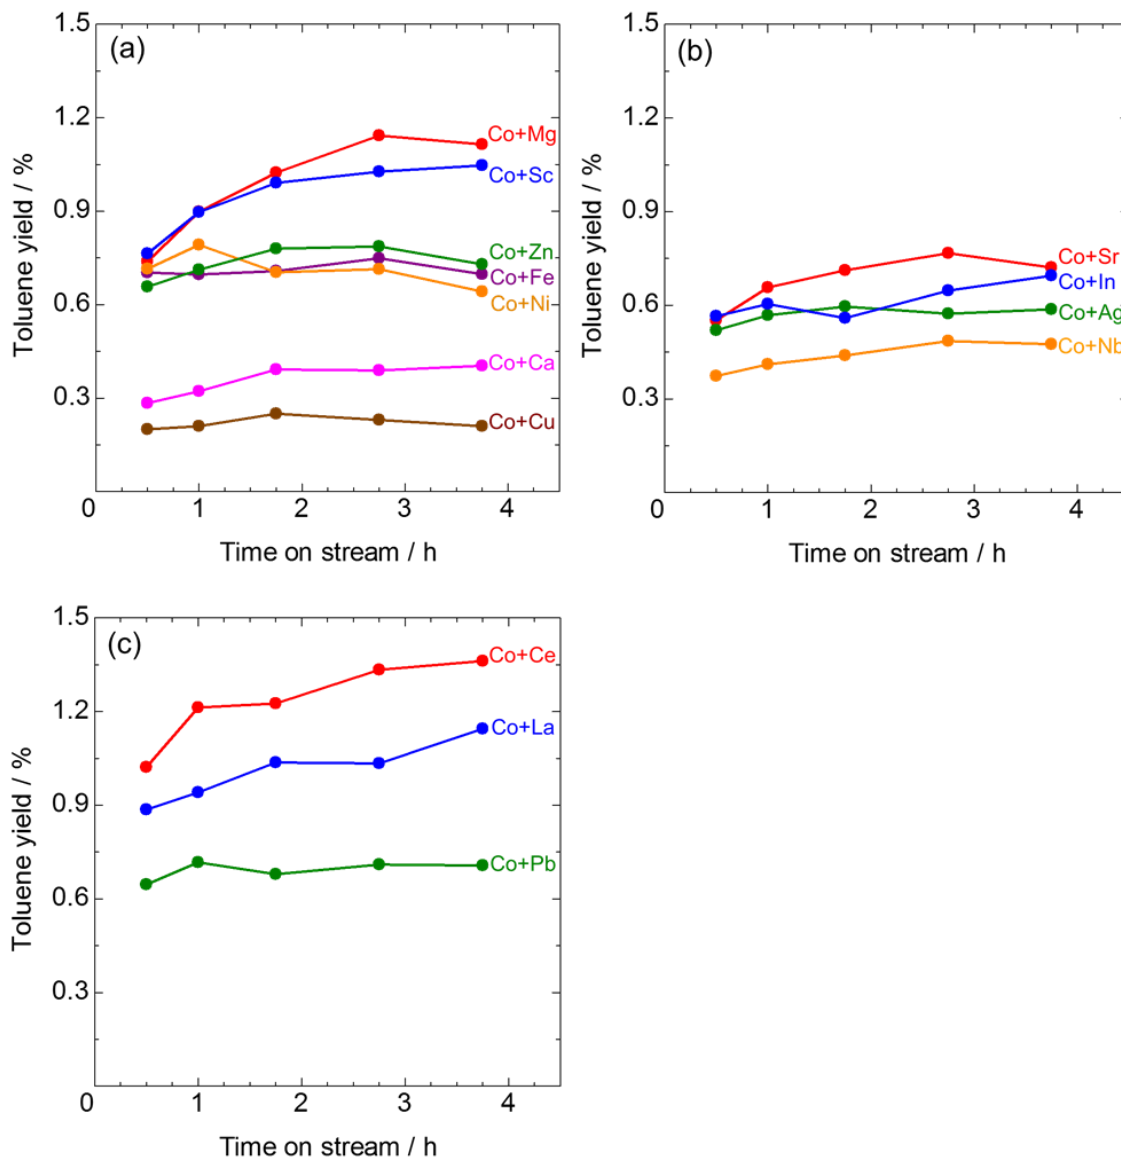 (a)
Toluene yield / %
1.5
1.2
0.9
0.6
0.3
0
1
2
3
4
Time on stream / h
Co+Mg
Co+Sc
Co+Zn
Co+Fe
Co+Ni
Co+Ca
Co+Cu
(b)
Toluene yield / %
1.5
1.2
0.9
0.6
0.3
0
1
2
3
4
Time on stream / h
Co+Sr
Co+In
Co+Ag
Co+Nb
(c)
Toluene yield / %
1.5
1.2
0.9
0.6
0.3
0
1
2
3
4
Time on stream / h
Co+Ce
Co+La
Co+Pb